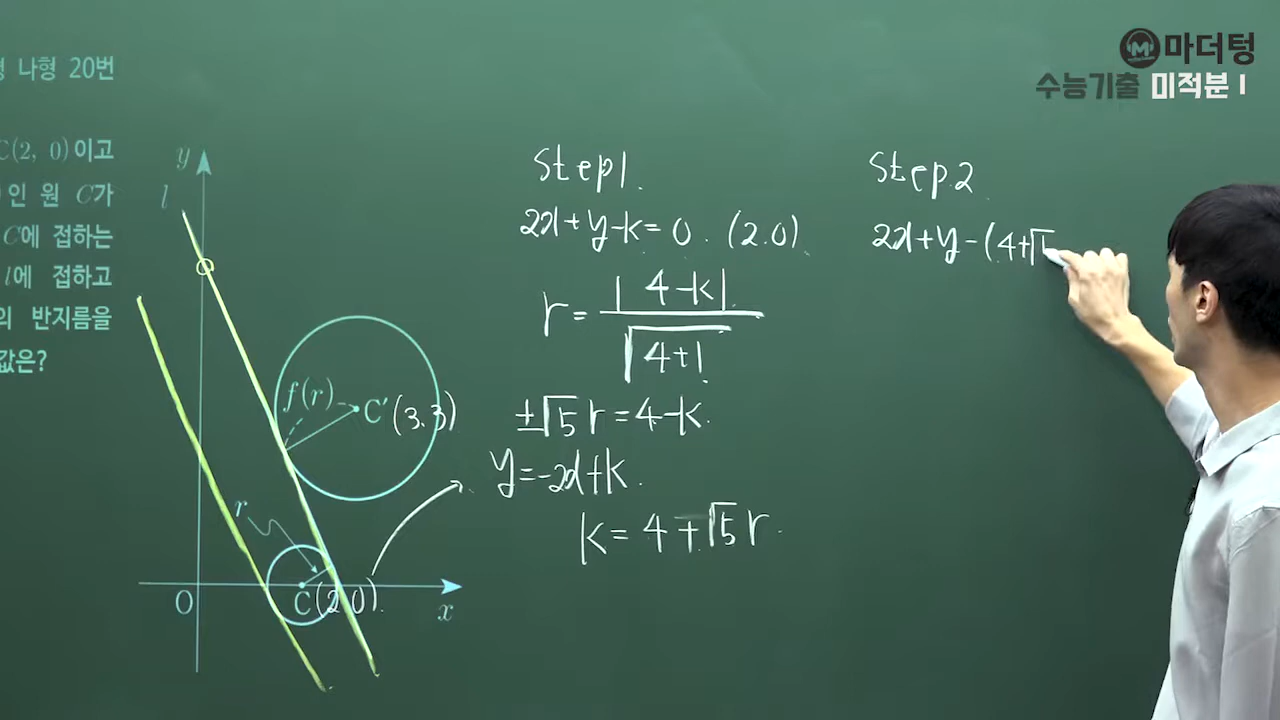 마더텅
수능기출 미적분 I
형 나형 20번
C(2, 0)이고
인 원 C가
C에 접하는
l에 접하고
의 반지름을
값은?
y
l
f(r)
C' (3.3)
r
O
C (2.0).
x
Step1.
2x+y-k=0. (2.0)
r = |4-k| / √4+1
±√5 r = 4-k.
y=-2x+k.
k = 4+√5 r.
Step.2
2x+y-(4+√